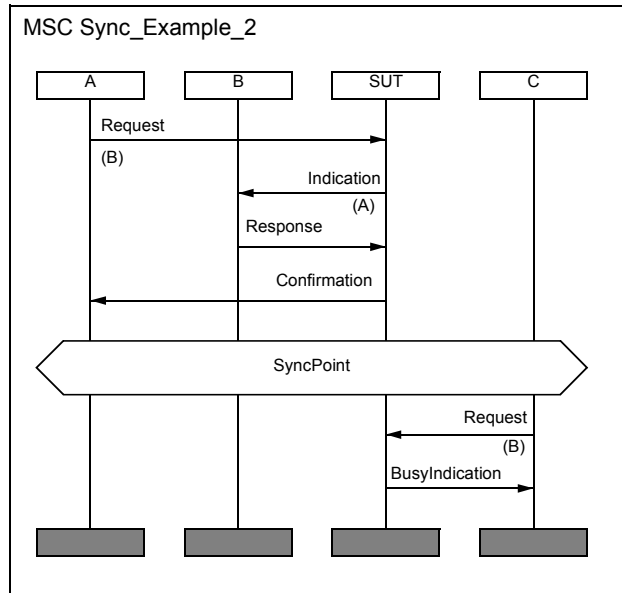 MSC Sync_Example_2
A B SUT C
Request
(B)
Indication
(A)
Response
Confirmation
SyncPoint
Request
(B)
BusyIndication